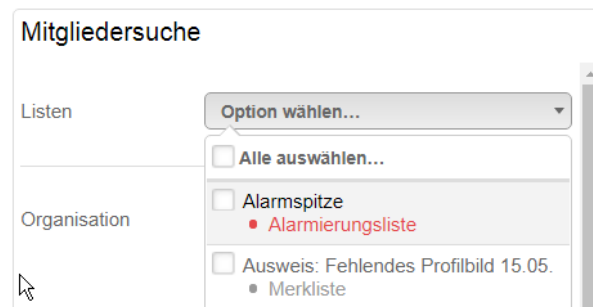 Mitgliedersuche
Listen
Option wählen...
Alle auswählen...
Organisation
Alarmspitze
Alarmierungsliste
Ausweis: Fehlendes Profilbild 15.05.
Merkliste